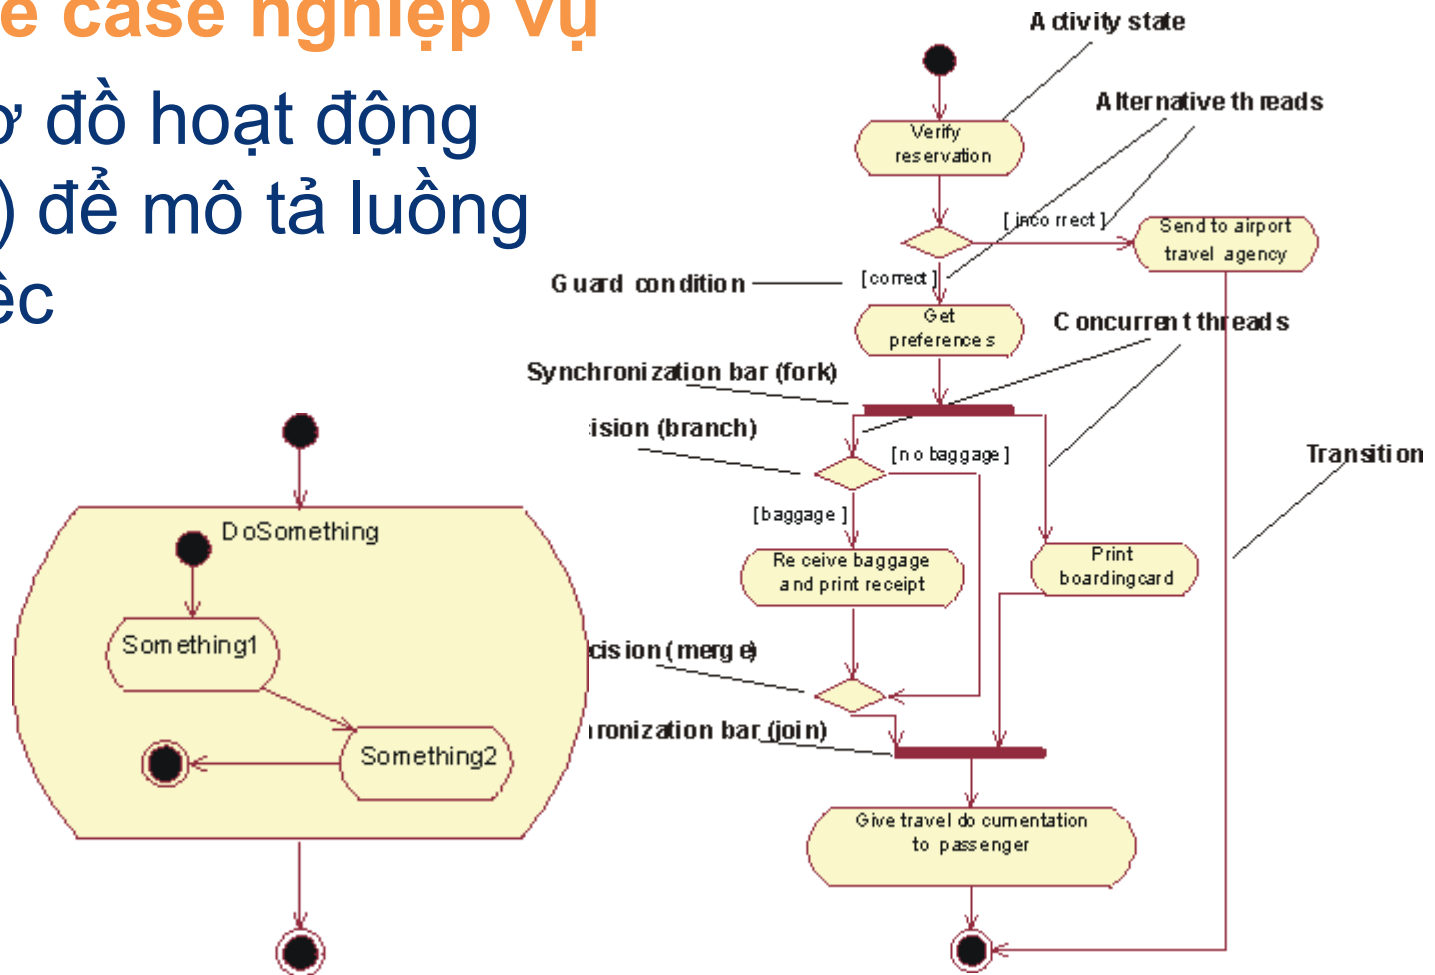 e case nghiệp vụ
ơ đồ hoạt động
) để mô tả luồng
ệc
Activity state
Alternative threads
Verify
reservation
[incorrect]
Send to airport
travel agency
Guard condition
[correct]
Get
preferences
Concurrent threads
Synchronization bar (fork)
ision (branch)
[no baggage]
Transition
[baggage]
Receive baggage
and print receipt
Print
boardingcard
cision (merge)
ronization bar (join)
Give travel documentation
to passenger
DoSomething
Something1
Something2